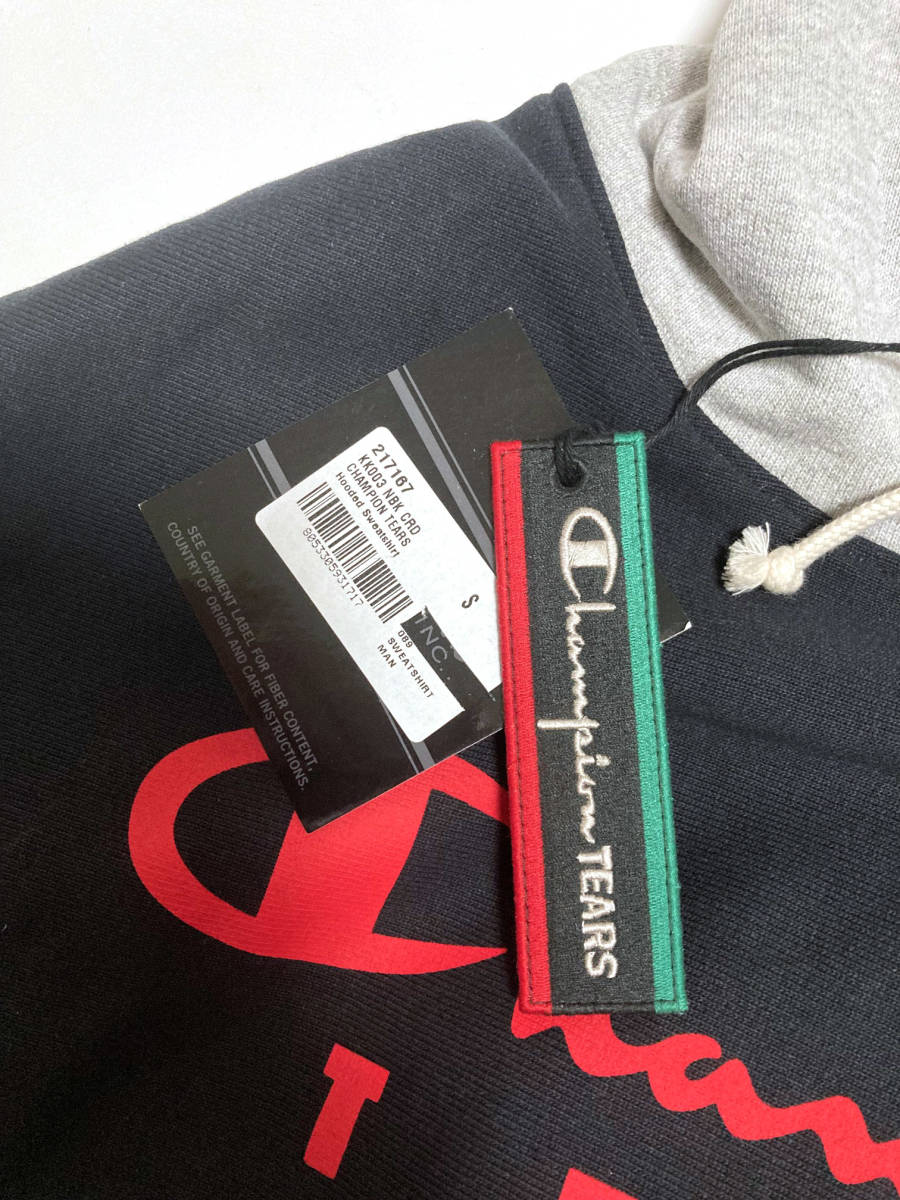 217167
KK003 NBK CRD
CHAMPION TEARS
Hooded Sweatshirt
8053305931717
S
089
SWEATSHIRT
MAN
INC.
SEE GARMENT LABEL FOR FIBER CONTENT,
COUNTRY OF ORIGIN AND CARE INSTRUCTIONS.
Champion TEARS
T